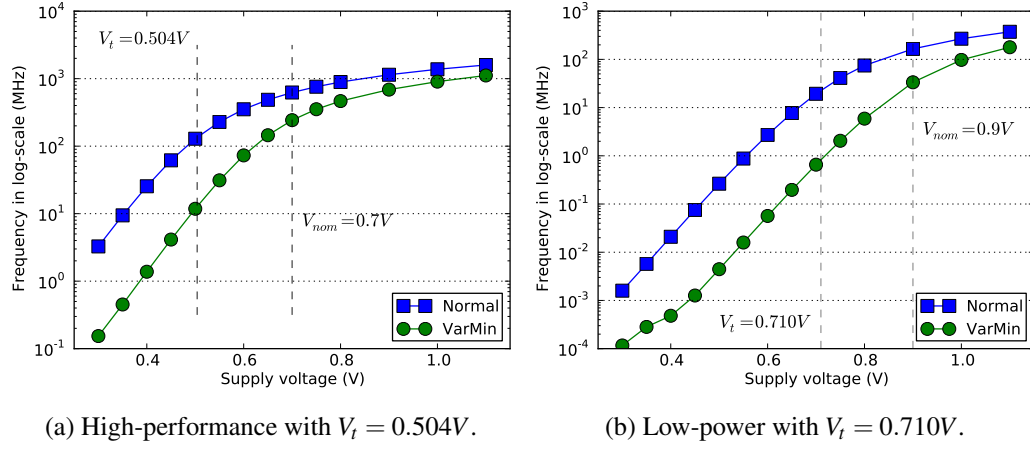 10^4
10^3
10^2
10^1
10^0
10^-1
Frequency in log-scale (MHz)
V_t=0.504V
V_nom=0.7V
Normal
VarMin
0.4 0.6 0.8 1.0
Supply voltage (V)
(a) High-performance with V_t = 0.504V.
10^3
10^2
10^1
10^0
10^-1
10^-2
10^-3
10^-4
Frequency in log-scale (MHz)
V_nom=0.9V
V_t=0.710V
Normal
VarMin
0.4 0.6 0.8 1.0
Supply voltage (V)
(b) Low-power with V_t = 0.710V.